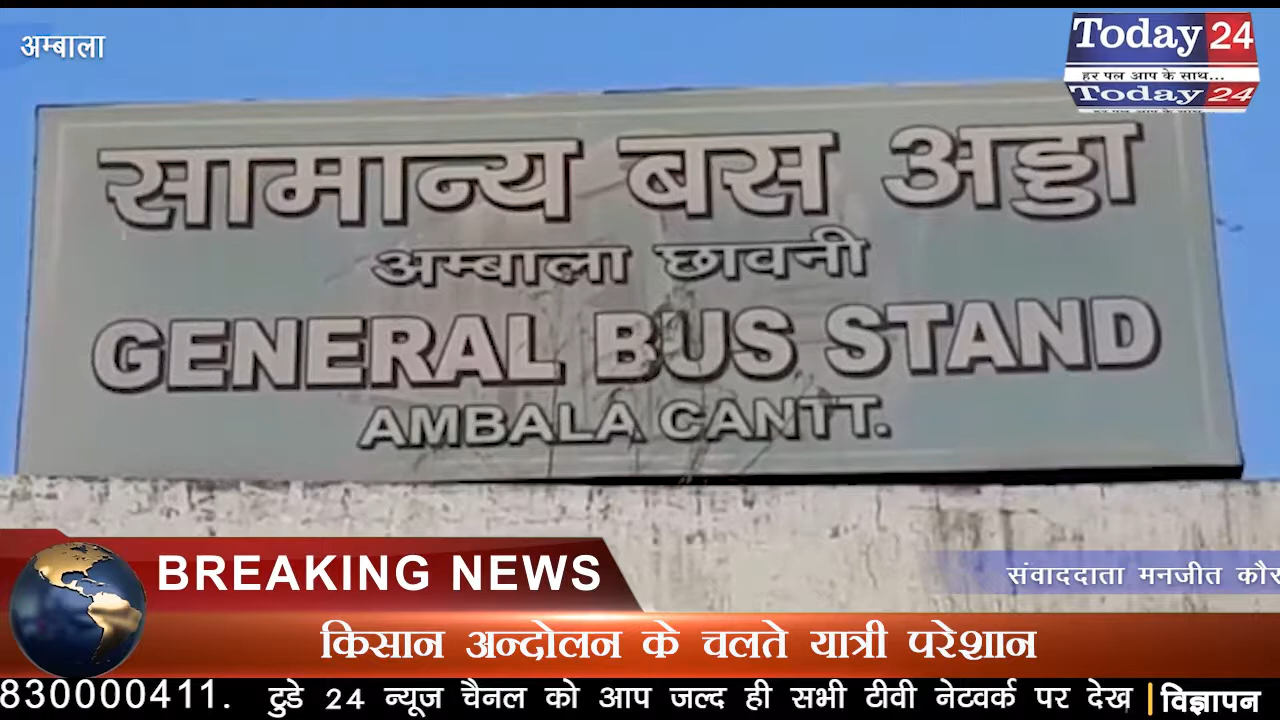 अम्बाला
Today 24
हर पल आप के साथ...
Today 24
सामान्य बस अड्डा
अम्बाला छावनी
GENERAL BUS STAND
AMBALA CANTT.
BREAKING NEWS
संवाददाता मनजीत कौर
किसान अन्दोलन के चलते यात्री परेशान
830000411. टुडे 24 न्यूज चैनल को आप जल्द ही सभी टीवी नेटवर्क पर देख
विज्ञापन